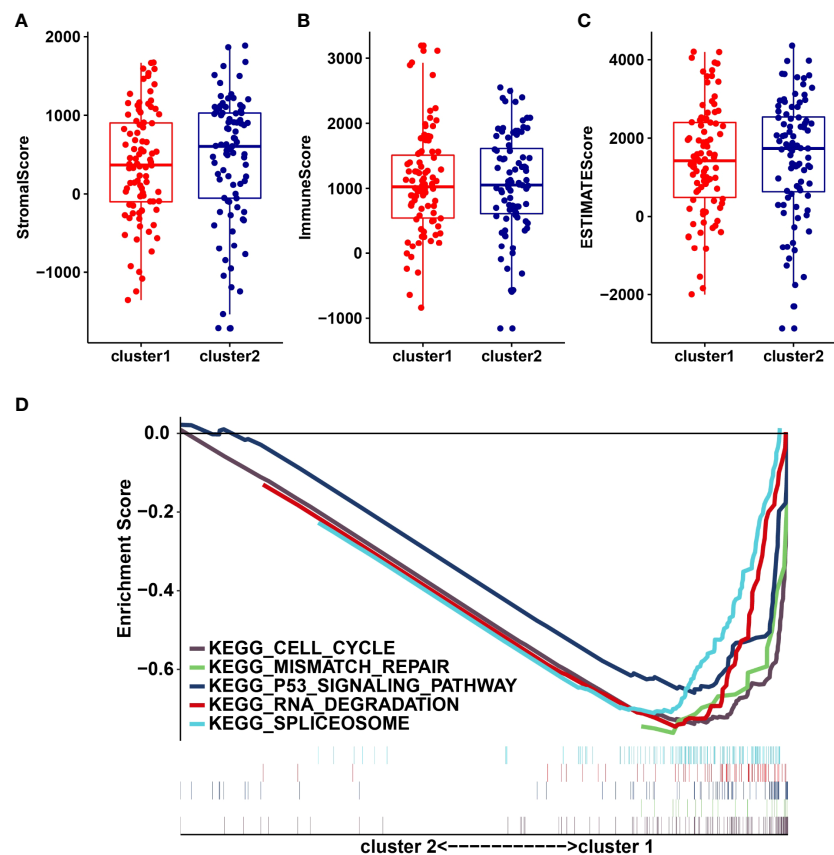 A
B
C
StromalScore
2000
1000
0
−1000
cluster1
cluster2
ImmuneScore
3000
2000
1000
0
−1000
cluster1
cluster2
ESTIMATEScore
4000
2000
0
−2000
cluster1
cluster2
D
Enrichment Score
0.0
−0.2
−0.4
−0.6
KEGG_CELL_CYCLE
KEGG_MISMATCH_REPAIR
KEGG_P53_SIGNALING_PATHWAY
KEGG_RNA_DEGRADATION
KEGG_SPLICEOSOME
cluster 2<----------->cluster 1